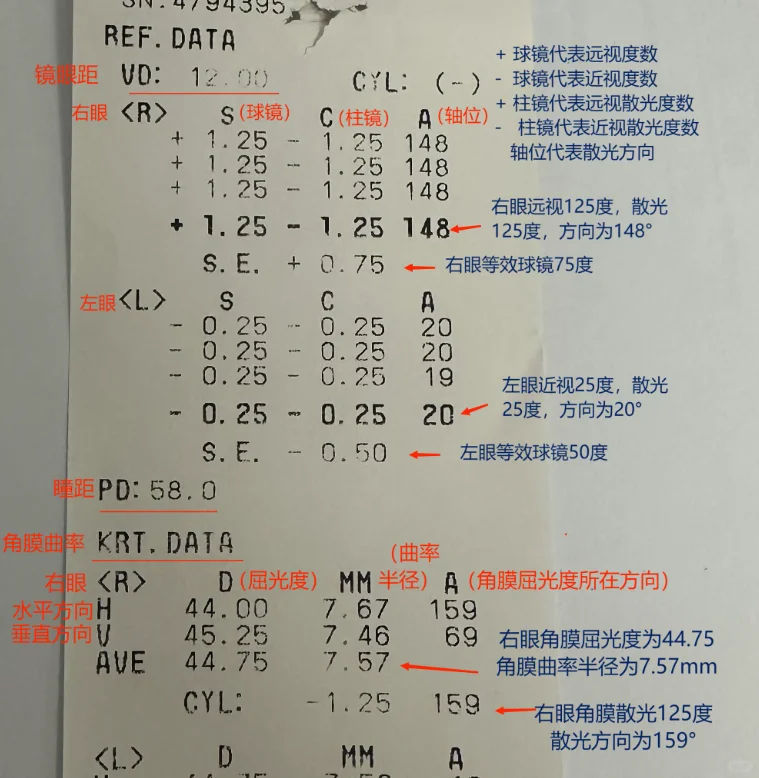 SN:4794395
REF.DATA
镜眼距 VD: 12.00 CYL: (-)
+ 球镜代表远视度数
- 球镜代表近视度数
+ 柱镜代表远视散光度数
- 柱镜代表近视散光度数
轴位代表散光方向
右眼 <R> S(球镜) C(柱镜) A(轴位)
+ 1.25 - 1.25 148
+ 1.25 - 1.25 148
+ 1.25 - 1.25 148
+ 1.25 - 1.25 148
右眼远视125度，散光
125度，方向为148°
S.E. + 0.75
右眼等效球镜75度
左眼 <L> S C A
- 0.25 - 0.25 20
- 0.25 - 0.25 20
- 0.25 - 0.25 19
- 0.25 - 0.25 20
左眼近视25度，散光
25度，方向为20°
S.E. - 0.50
左眼等效球镜50度
瞳距 PD: 58.0
角膜曲率 KRT.DATA
右眼 <R> D (屈光度) MM (曲率半径) A (角膜屈光度所在方向)
水平方向 H 44.00 7.67 159
垂直方向 V 45.25 7.46 69
AVE 44.75 7.57
右眼角膜屈光度为44.75
角膜曲率半径为7.57mm
CYL: -1.25 159
右眼角膜散光125度
散光方向为159°
<L> D MM A